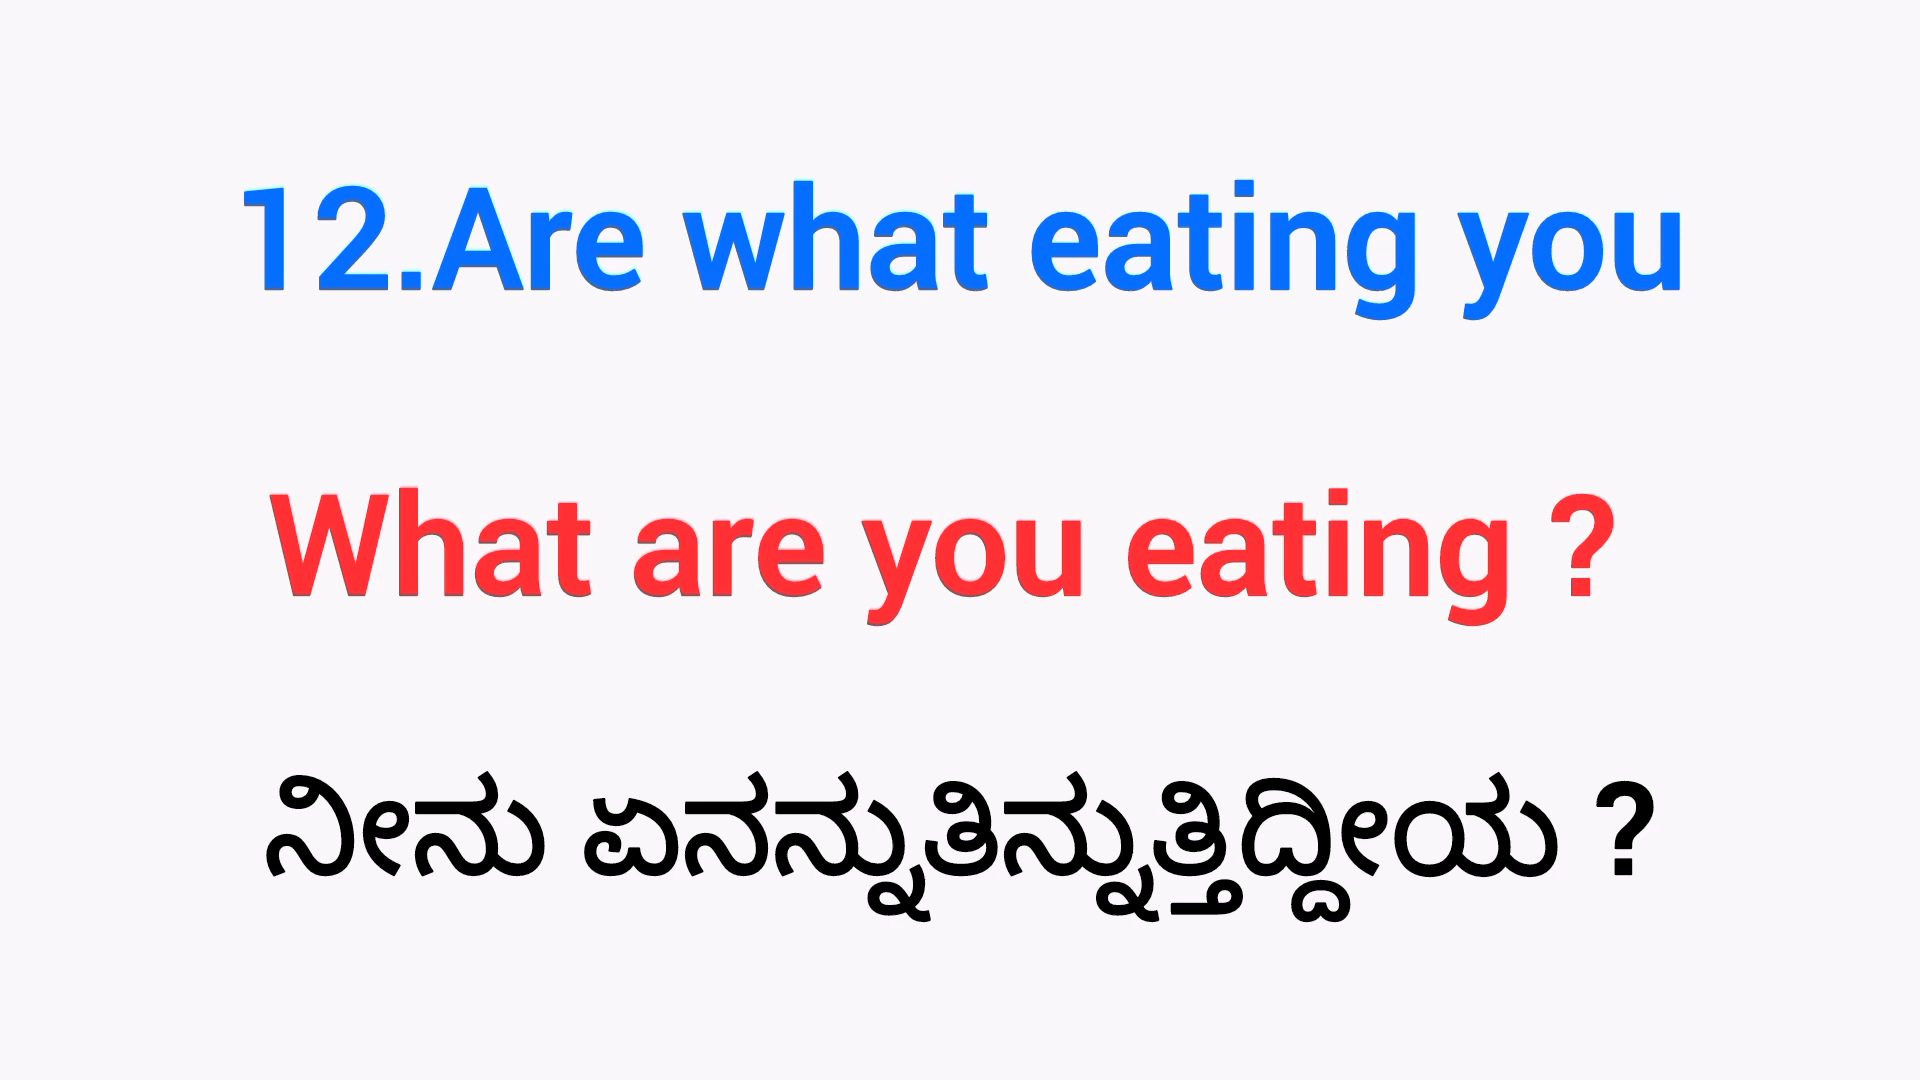 12.Are what eating you
What are you eating ?
ನೀನು ಏನನ್ನುತಿನ್ನುತ್ತಿದ್ದೀಯ ?